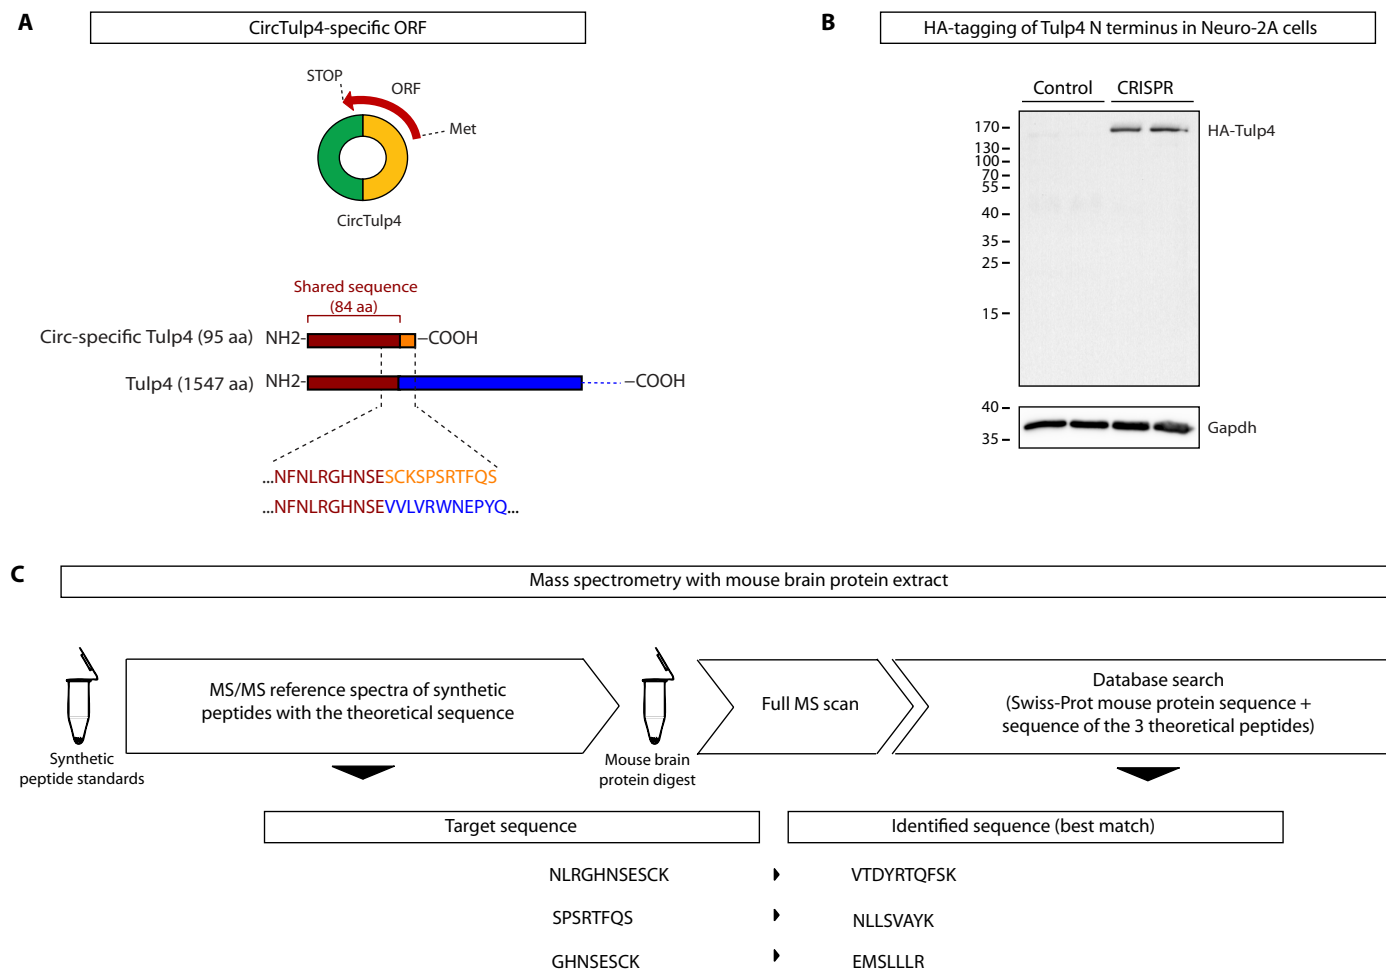 A
CircTulp4-specific ORF
STOP
ORF
Met
CircTulp4
Shared sequence
(84 aa)
Circ-specific Tulp4 (95 aa) NH2- –COOH
Tulp4 (1547 aa) NH2- –COOH
...NFNLRGHNSESCKSPSRTFQS
...NFNLRGHNSEVVLVRWNEPYQ...
B
HA-tagging of Tulp4 N terminus in Neuro-2A cells
Control CRISPR
170
130
100
70
55
40
35
25
15
HA-Tulp4
40
35
Gapdh
C
Mass spectrometry with mouse brain protein extract
Synthetic
peptide standards
MS/MS reference spectra of synthetic
peptides with the theoretical sequence
Mouse brain
protein digest
Full MS scan
Database search
(Swiss-Prot mouse protein sequence +
sequence of the 3 theoretical peptides)
Target sequence
Identified sequence (best match)
NLRGHNSESCK VTDYRTQFSK
SPSRTFQS NLLSVAYK
GHNSESCK EMSLLLR